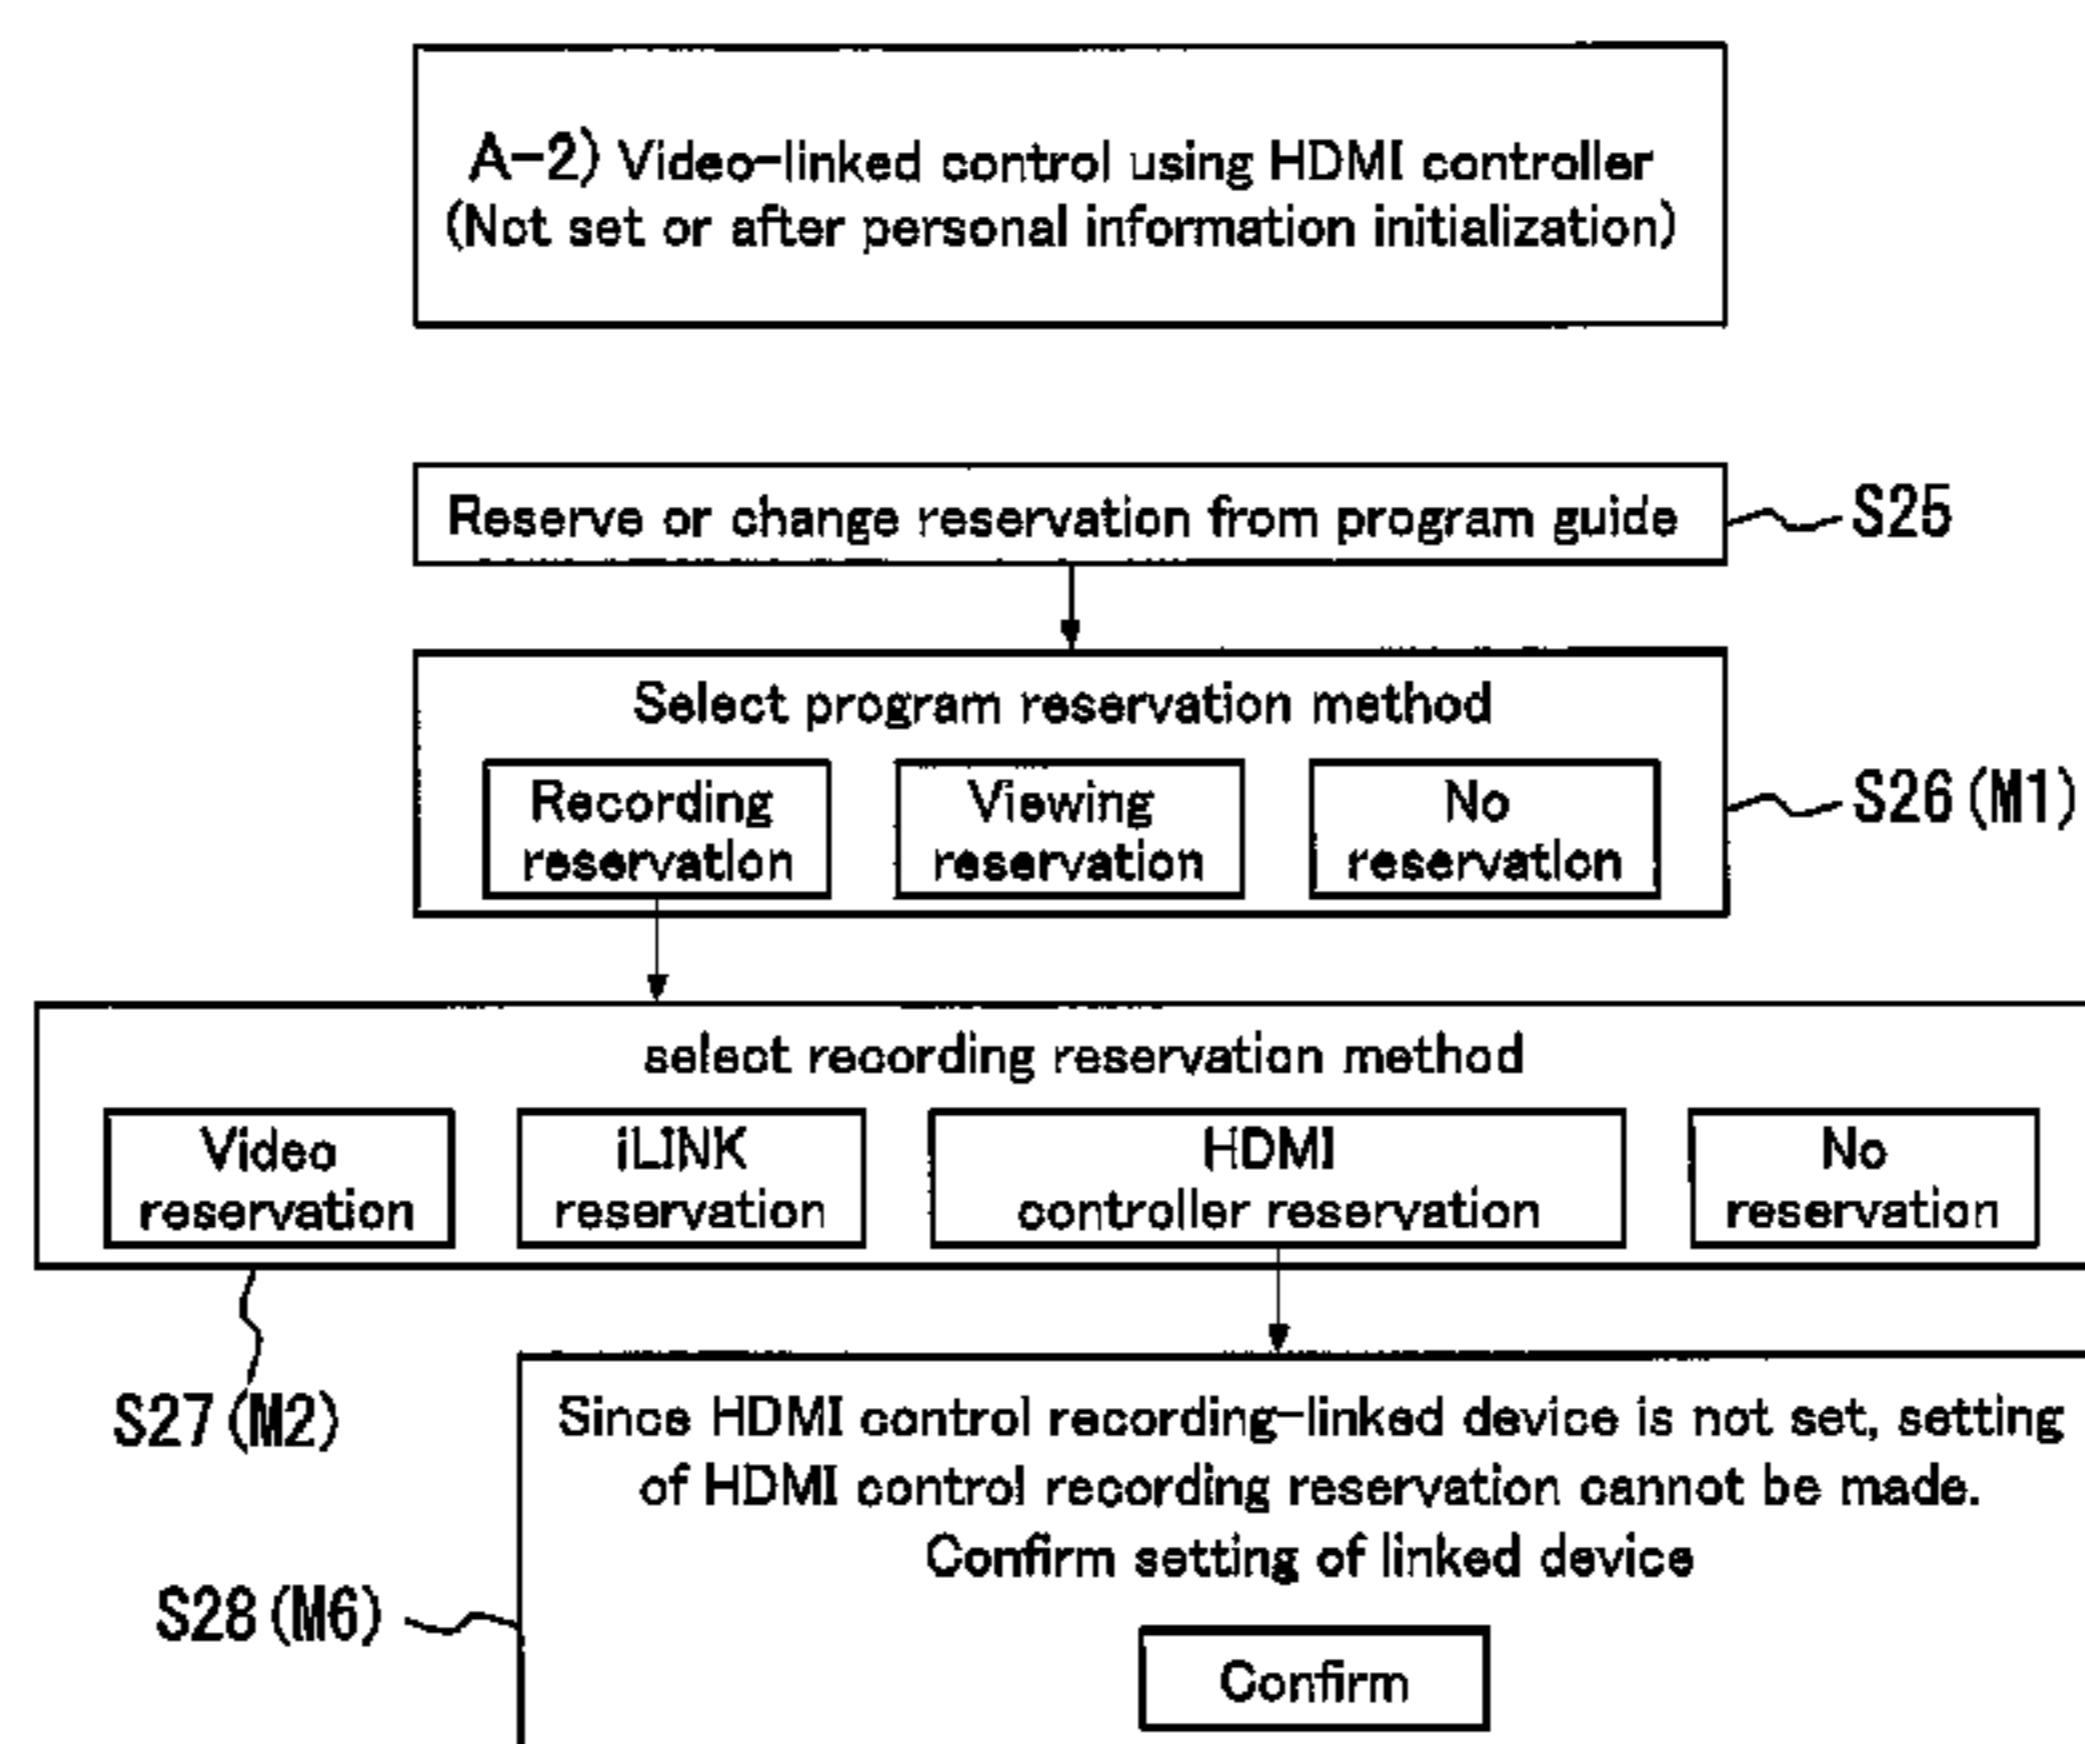 A-2) Video-linked control using HDMI controller
(Not set or after personal information initialization)
Reserve or change reservation from program guide
S25
Select program reservation method
Recording
reservation
Viewing
reservation
No
reservation
S26 (M1)
select recording reservation method
Video
reservation
iLINK
reservation
HDMI
controller reservation
No
reservation
S27 (M2)
Since HDMI control recording-linked device is not set, setting
of HDMI control recording reservation cannot be made.
Confirm setting of linked device
S28 (M6)
Confirm